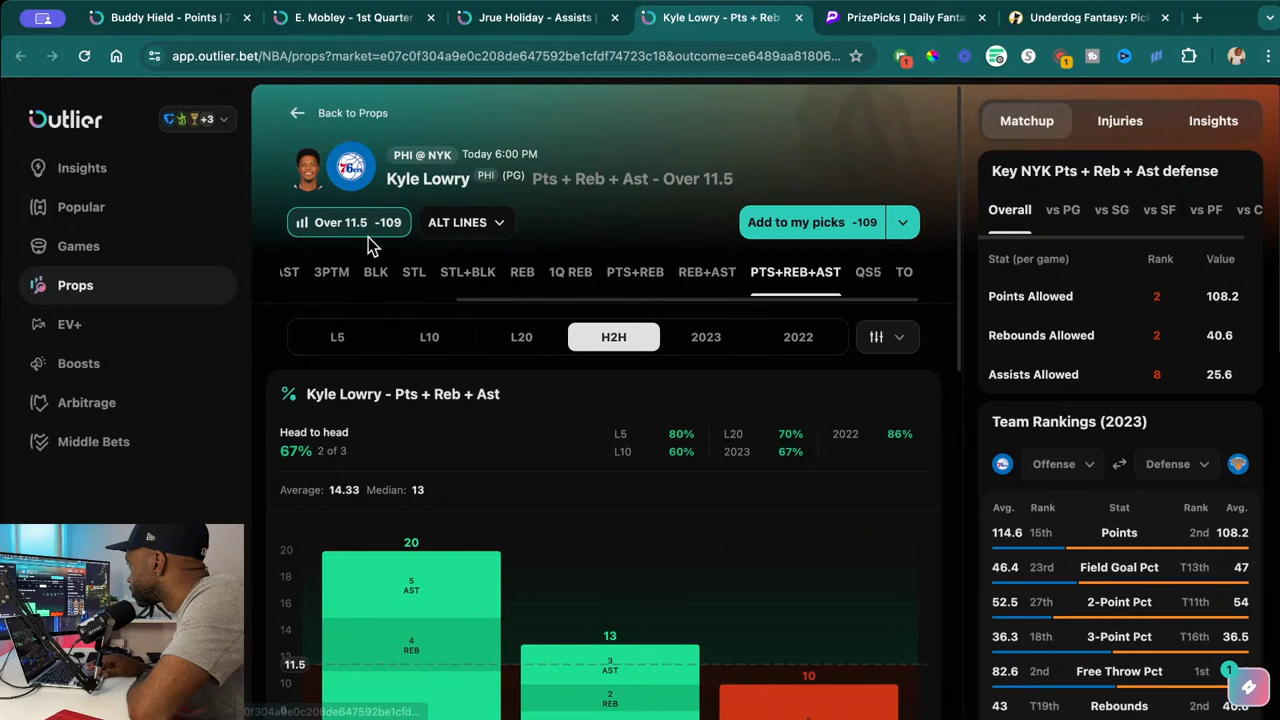 Buddy Hield - Points | 7
E. Mobley - 1st Quarter
Jrue Holiday - Assists |
Kyle Lowry - Pts + Reb
PrizePicks | Daily Fanta
Underdog Fantasy: Pic
app.outlier.bet/NBA/props?market=e07c0f304a9e0c208de647592be1cfdf74723c18&outcome=ce6489aa81806...
Outlier
+3
Insights
Popular
Games
Props
EV+
Boosts
Arbitrage
Middle Bets
Back to Props
PHI @ NYK Today 6:00 PM
Kyle Lowry PHI (PG) Pts + Reb + Ast - Over 11.5
Over 11.5 -109
ALT LINES
Add to my picks -109
AST 3PTM BLK STL STL+BLK REB 1Q REB PTS+REB REB+AST PTS+REB+AST QS5 TO
L5 L10 L20 H2H 2023 2022
Kyle Lowry - Pts + Reb + Ast
Head to head
67% 2 of 3
L5 80% L20 70% 2022 86%
L10 60% 2023 67%
Average: 14.33 Median: 13
20
18
16
14
11.5
10
20
5
AST
4
REB
13
3
AST
2
REB
10
0f304a9e0c208de647592be1cfd...
Matchup Injuries Insights
Key NYK Pts + Reb + Ast defense
Overall vs PG vs SG vs SF vs PF vs C
Stat (per game) Rank Value
Points Allowed 2 108.2
Rebounds Allowed 2 40.6
Assists Allowed 8 25.6
Team Rankings (2023)
Offense Defense
Avg. Rank Stat Rank Avg.
114.6 15th Points 2nd 108.2
46.4 23rd Field Goal Pct T13th 47
52.5 27th 2-Point Pct T11th 54
36.3 18th 3-Point Pct T16th 36.5
82.6 2nd Free Throw Pct 1st
43 T19th Rebounds 2nd
1